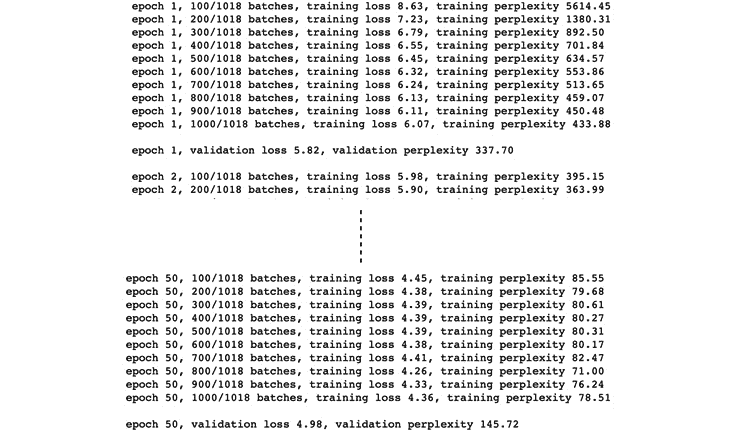 epoch 1, 100/1018 batches, training loss 8.63, training perplexity 5614.45
epoch 1, 200/1018 batches, training loss 7.23, training perplexity 1380.31
epoch 1, 300/1018 batches, training loss 6.79, training perplexity 892.50
epoch 1, 400/1018 batches, training loss 6.55, training perplexity 701.84
epoch 1, 500/1018 batches, training loss 6.45, training perplexity 634.57
epoch 1, 600/1018 batches, training loss 6.32, training perplexity 553.86
epoch 1, 700/1018 batches, training loss 6.24, training perplexity 513.65
epoch 1, 800/1018 batches, training loss 6.13, training perplexity 459.07
epoch 1, 900/1018 batches, training loss 6.11, training perplexity 450.48
epoch 1, 1000/1018 batches, training loss 6.07, training perplexity 433.88
epoch 1, validation loss 5.82, validation perplexity 337.70
epoch 2, 100/1018 batches, training loss 5.98, training perplexity 395.15
epoch 2, 200/1018 batches, training loss 5.90, training perplexity 363.99
epoch 50, 100/1018 batches, training loss 4.45, training perplexity 85.55
epoch 50, 200/1018 batches, training loss 4.38, training perplexity 79.68
epoch 50, 300/1018 batches, training loss 4.39, training perplexity 80.61
epoch 50, 400/1018 batches, training loss 4.39, training perplexity 80.27
epoch 50, 500/1018 batches, training loss 4.39, training perplexity 80.31
epoch 50, 600/1018 batches, training loss 4.38, training perplexity 80.17
epoch 50, 700/1018 batches, training loss 4.41, training perplexity 82.47
epoch 50, 800/1018 batches, training loss 4.26, training perplexity 71.00
epoch 50, 900/1018 batches, training loss 4.33, training perplexity 76.24
epoch 50, 1000/1018 batches, training loss 4.36, training perplexity 78.51
epoch 50, validation loss 4.98, validation perplexity 145.72